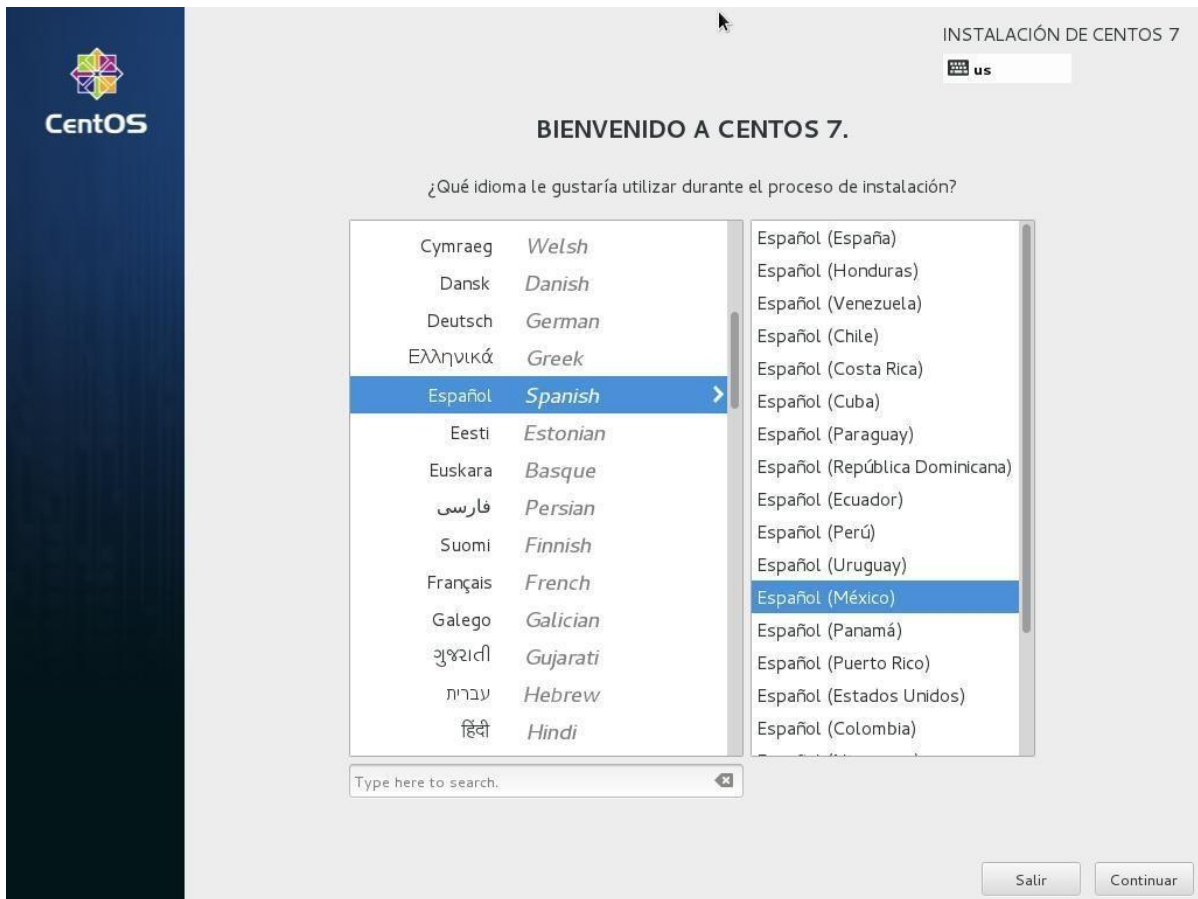 CentOS
INSTALACIÓN DE CENTOS 7
us
BIENVENIDO A CENTOS 7.
¿Qué idioma le gustaría utilizar durante el proceso de instalación?
Cymraeg Welsh
Dansk Danish
Deutsch German
Ελληνικά Greek
Español Spanish
Eesti Estonian
Euskara Basque
فارسی Persian
Suomi Finnish
Français French
Galego Galician
ગુજરાતી Gujarati
עברית Hebrew
हिंदी Hindi
Español (España)
Español (Honduras)
Español (Venezuela)
Español (Chile)
Español (Costa Rica)
Español (Cuba)
Español (Paraguay)
Español (República Dominicana)
Español (Ecuador)
Español (Perú)
Español (Uruguay)
Español (México)
Español (Panamá)
Español (Puerto Rico)
Español (Estados Unidos)
Español (Colombia)
Type here to search.
Salir
Continuar